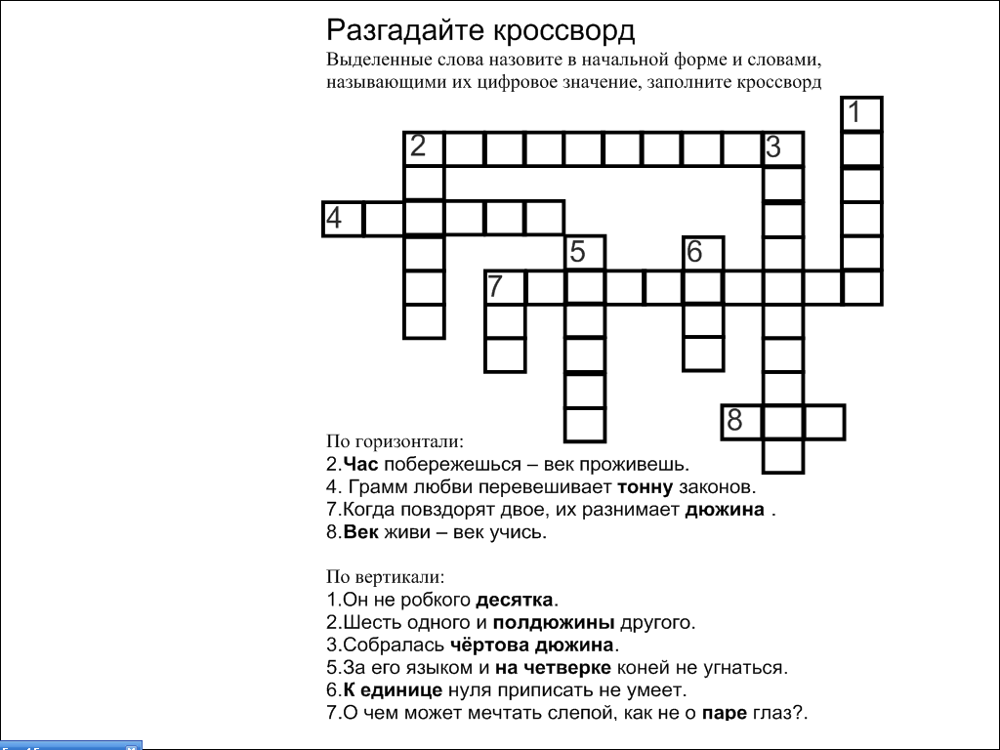 Разгадайте кроссворд
Выделенные слова назовите в начальной форме и словами,
называющими их цифровое значение, заполните кроссворд
1
2 3
4
5 6
7
8
По горизонтали:
2.Час побережешься – век проживешь.
4. Грамм любви перевешивает тонну законов.
7.Когда повздорят двое, их разнимает дюжина .
8.Век живи – век учись.
По вертикали:
1.Он не робкого десятка.
2.Шесть одного и полдюжины другого.
3.Собралась чёртова дюжина.
5.За его языком и на четверке коней не угнаться.
6.К единице нуля приписать не умеет.
7.О чем может мечтать слепой, как не о паре глаз?.